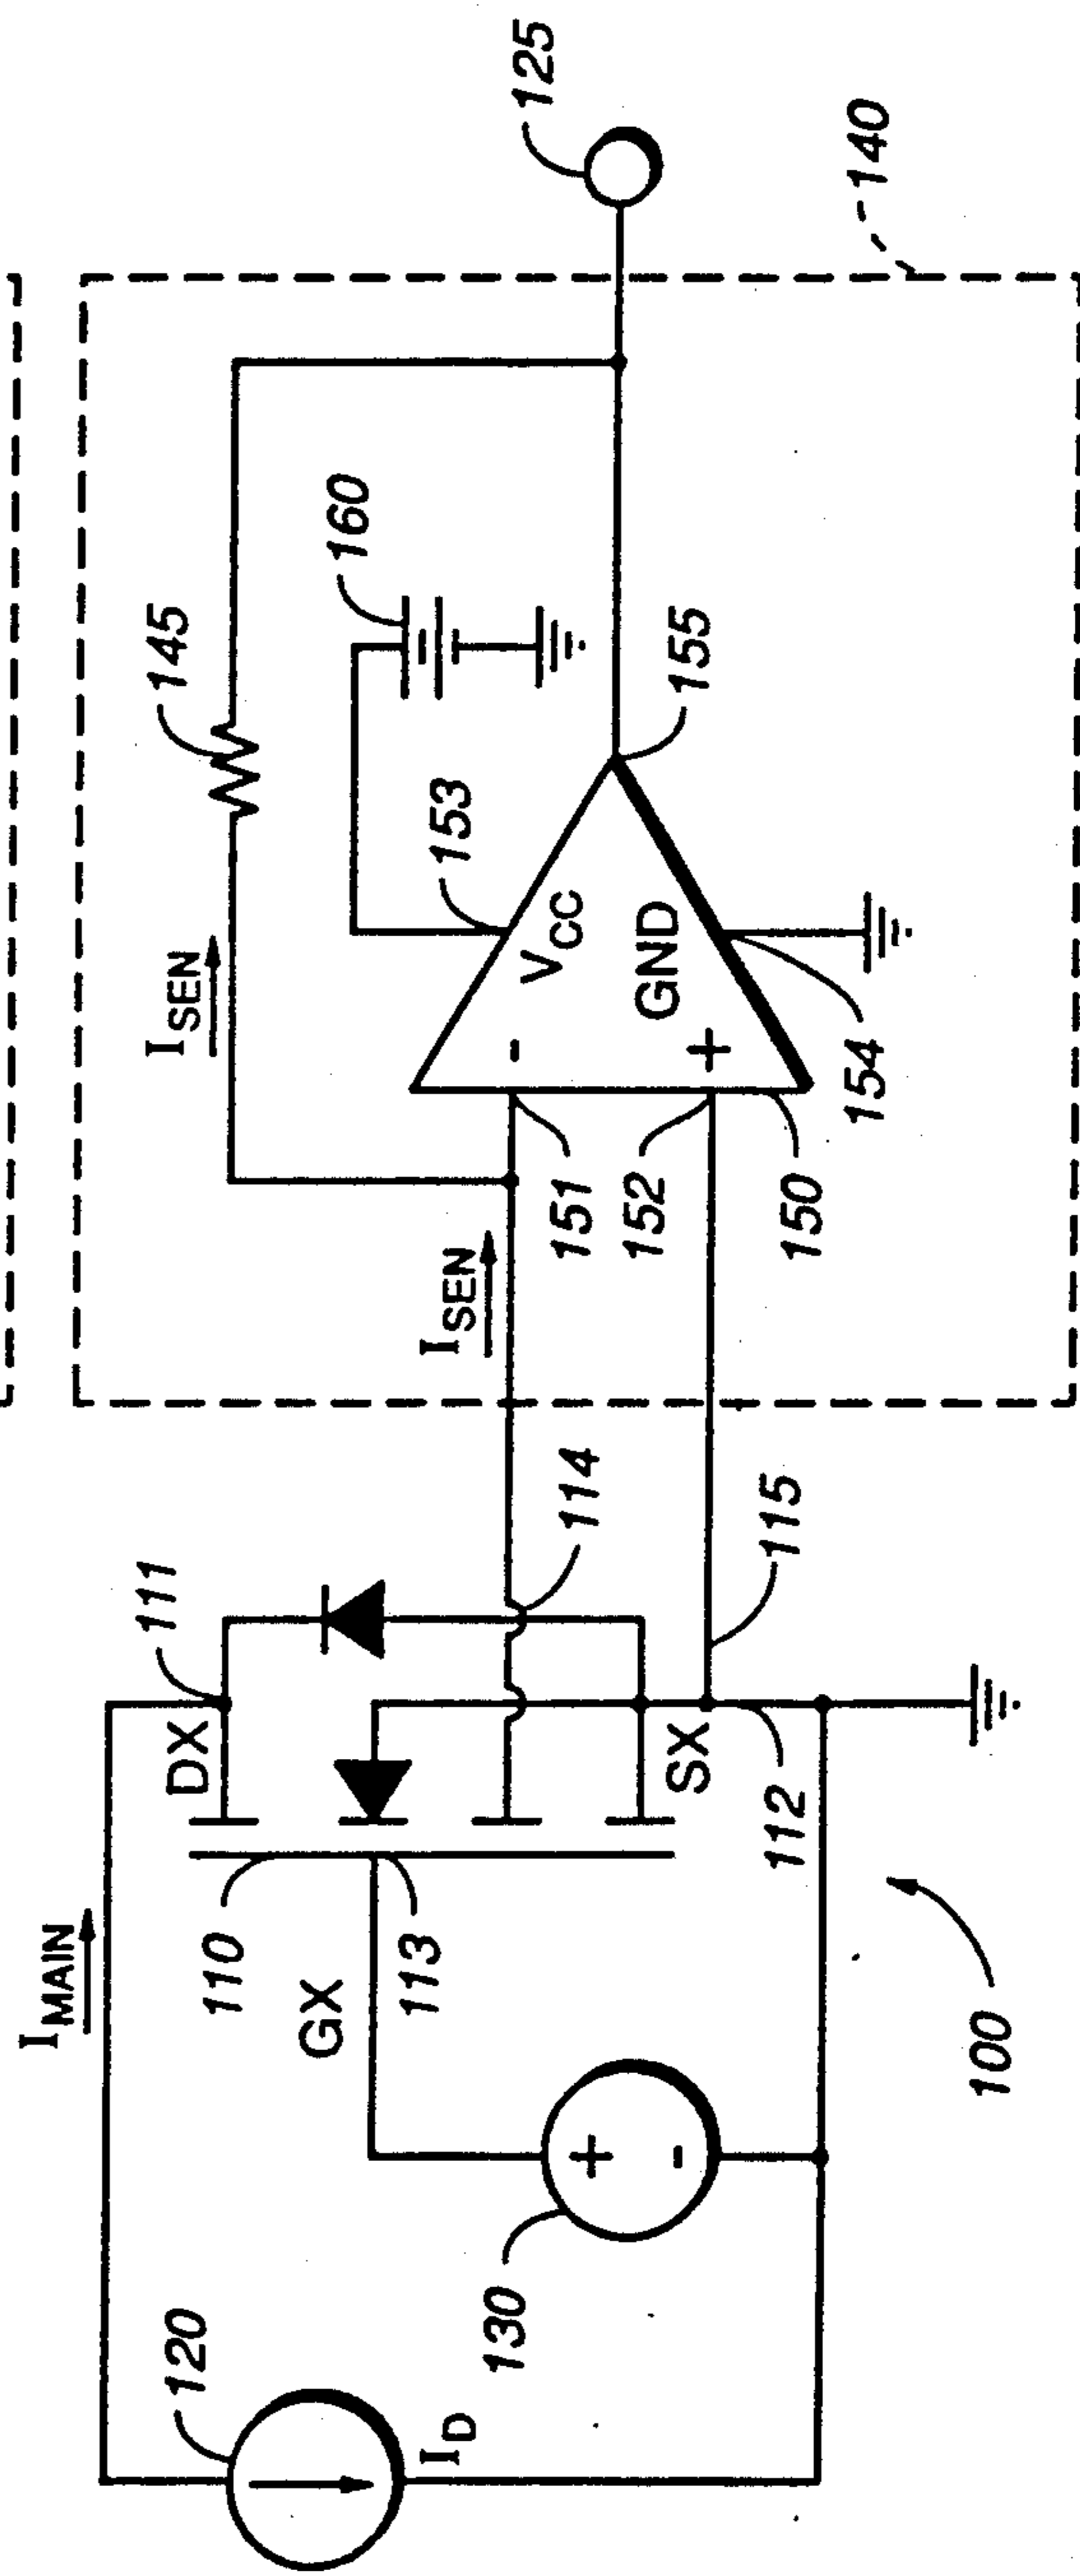 I_MAIN
120
I_D
130
GX
110
113
DX
111
SX
112
100
114
115
I_SEN
I_SEN
145
151
152
150
-
+
V_CC
GND
153
154
155
160
125
140
+
-